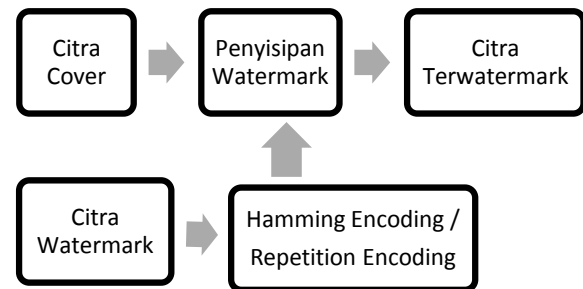 Citra
Cover
Penyisipan
Watermark
Citra
Terwatermark
Citra
Watermark
Hamming Encoding /
Repetition Encoding